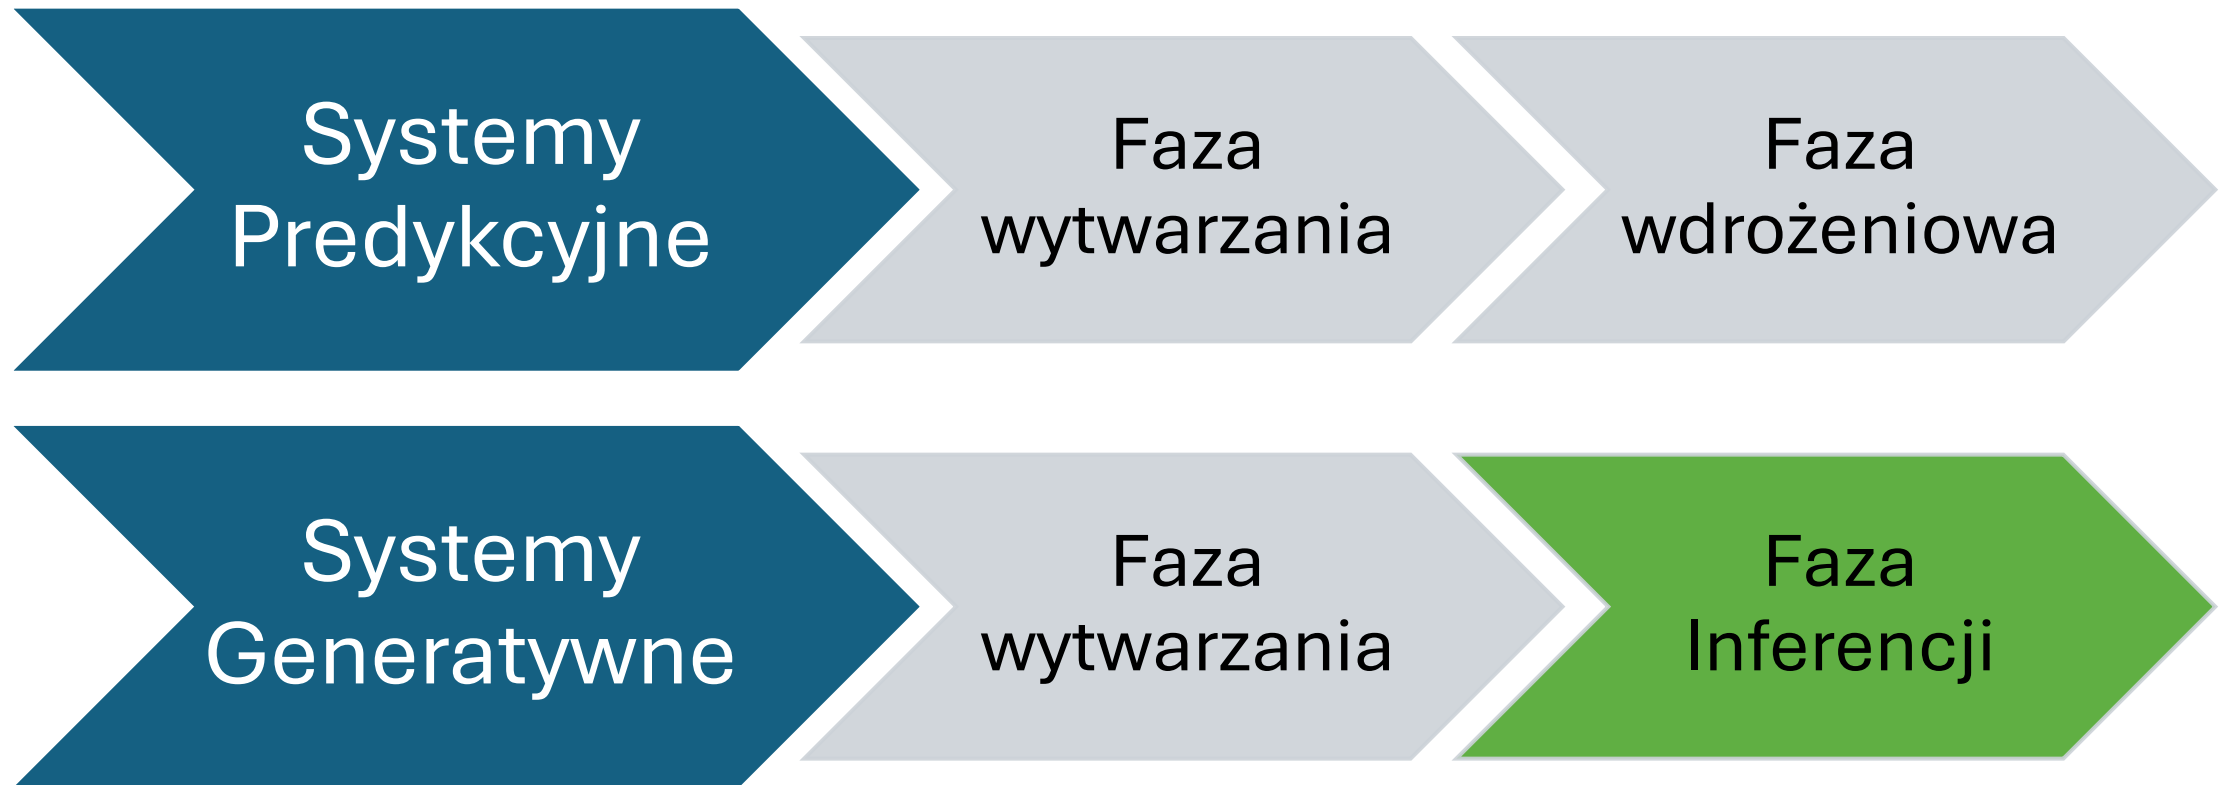 Systemy
Predykcyjne
Faza
wytwarzania
Faza
wdrożeniowa
Systemy
Generatywne
Faza
wytwarzania
Faza
Inferencji